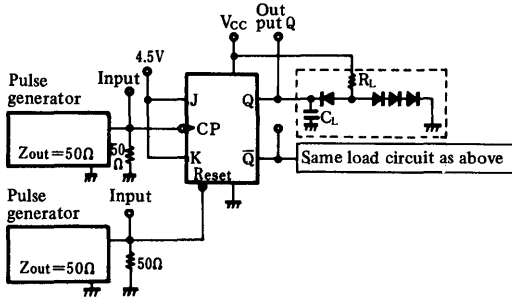 Out
put Q
VCC
4.5V
Input
RL
Pulse
generator
J
Q
CP
CL
Zout=50Ω
50
Ω
K
Q̅
Same load circuit as above
Reset
Pulse
generator
Input
Zout=50Ω
50Ω